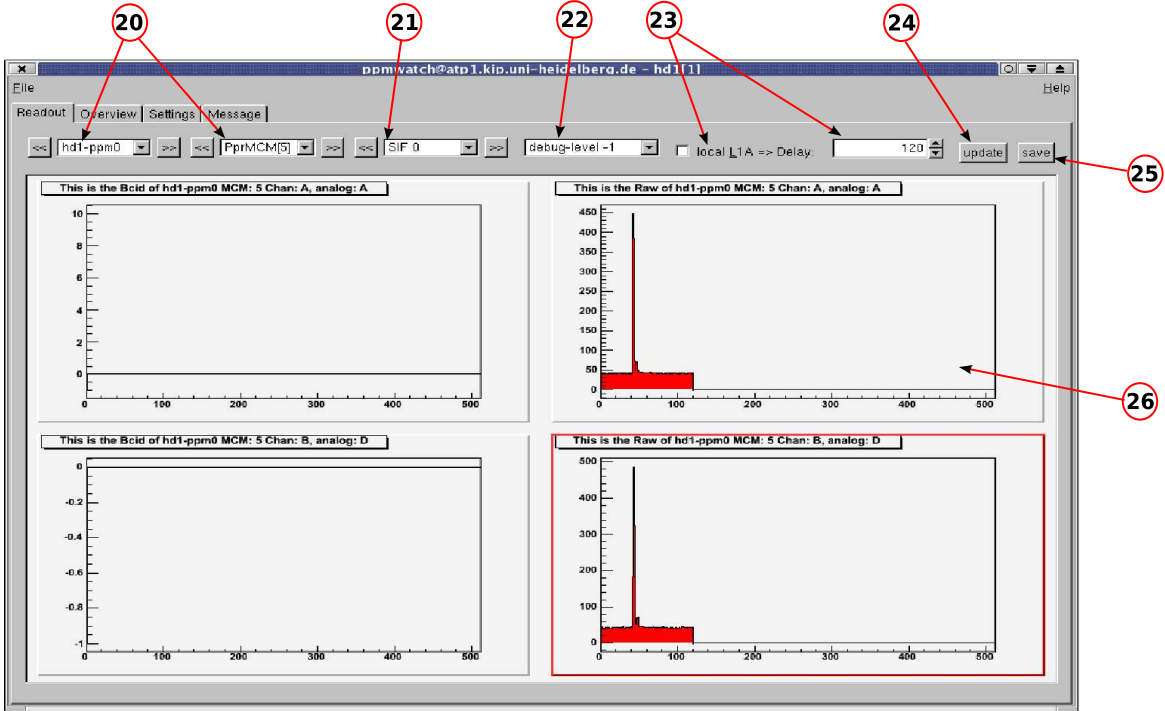 20 21 22 23 24
ppmwatch@atp1.kip.uni-heidelberg.de - hd1[1]
File Help
Readout Overview Settings Message
<< hd1-ppm0 >> << PprMCM[5] >> << SIF 0 >> debug-level -1 local L1A => Delay: 120 update save
25
This is the Bcid of hd1-ppm0 MCM: 5 Chan: A, analog: A
10
8
6
4
2
0
0 100 200 300 400 500
This is the Raw of hd1-ppm0 MCM: 5 Chan: A, analog: A
450
400
350
300
250
200
150
100
50
0
0 100 200 300 400 500
26
This is the Bcid of hd1-ppm0 MCM: 5 Chan: B, analog: D
0
-0.2
-0.4
-0.6
-0.8
-1
0 100 200 300 400 500
This is the Raw of hd1-ppm0 MCM: 5 Chan: B, analog: D
500
400
300
200
100
0
0 100 200 300 400 500